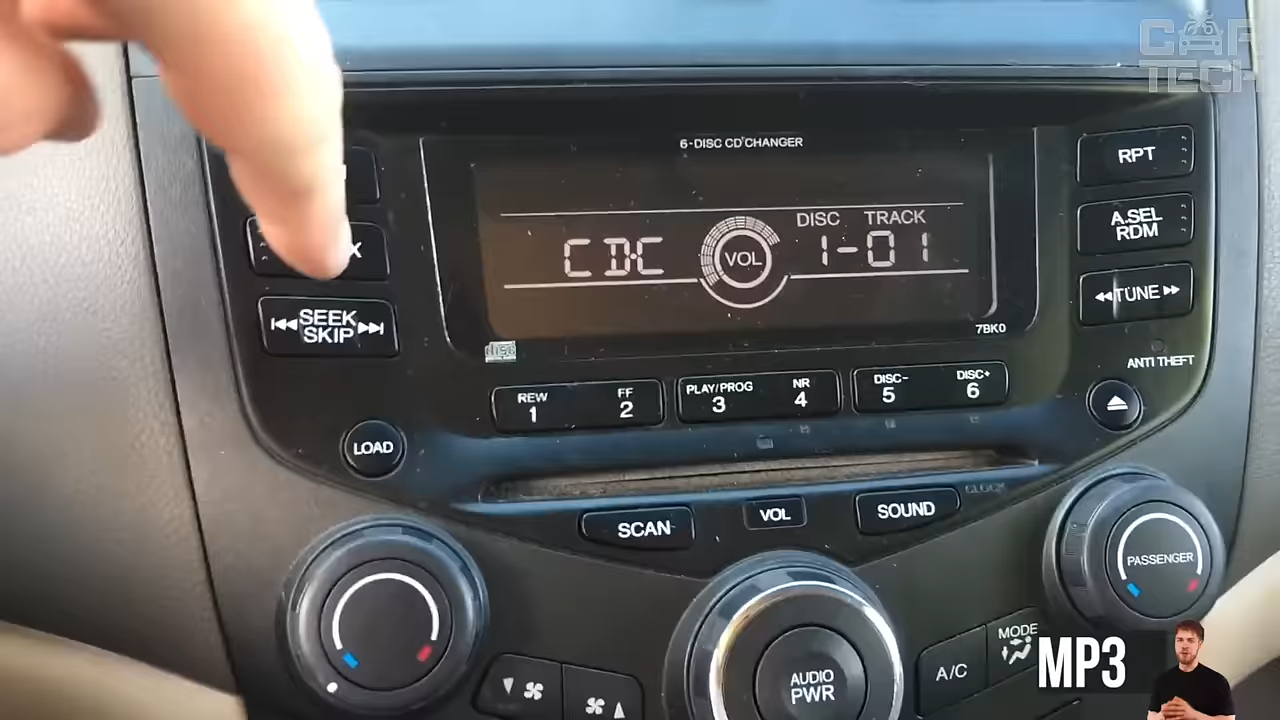 CAR
TECH
6-DISC CD CHANGER
RPT
X
A.SEL
RDM
DISC TRACK
CDC VOL 1-01
SEEK
SKIP
TUNE
7BK0
disc
ANTI THEFT
REW
1
FF
2
PLAY/PROG
3
NR
4
DISC-
5
DISC+
6
LOAD
CLOCK
SCAN
VOL
SOUND
PASSENGER
MODE
A/C
AUDIO
PWR
MP3